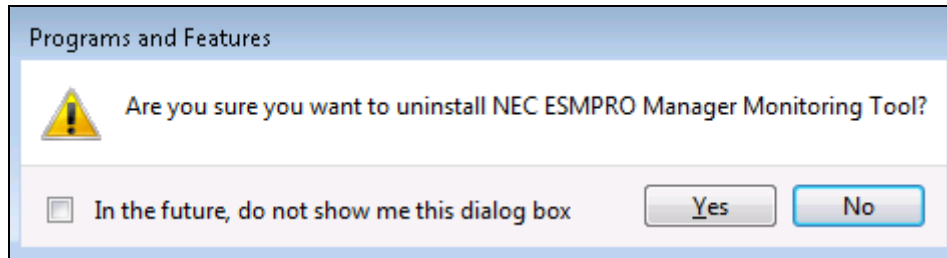 Programs and Features
Are you sure you want to uninstall NEC ESMPRO Manager Monitoring Tool?
In the future, do not show me this dialog box
Yes
No